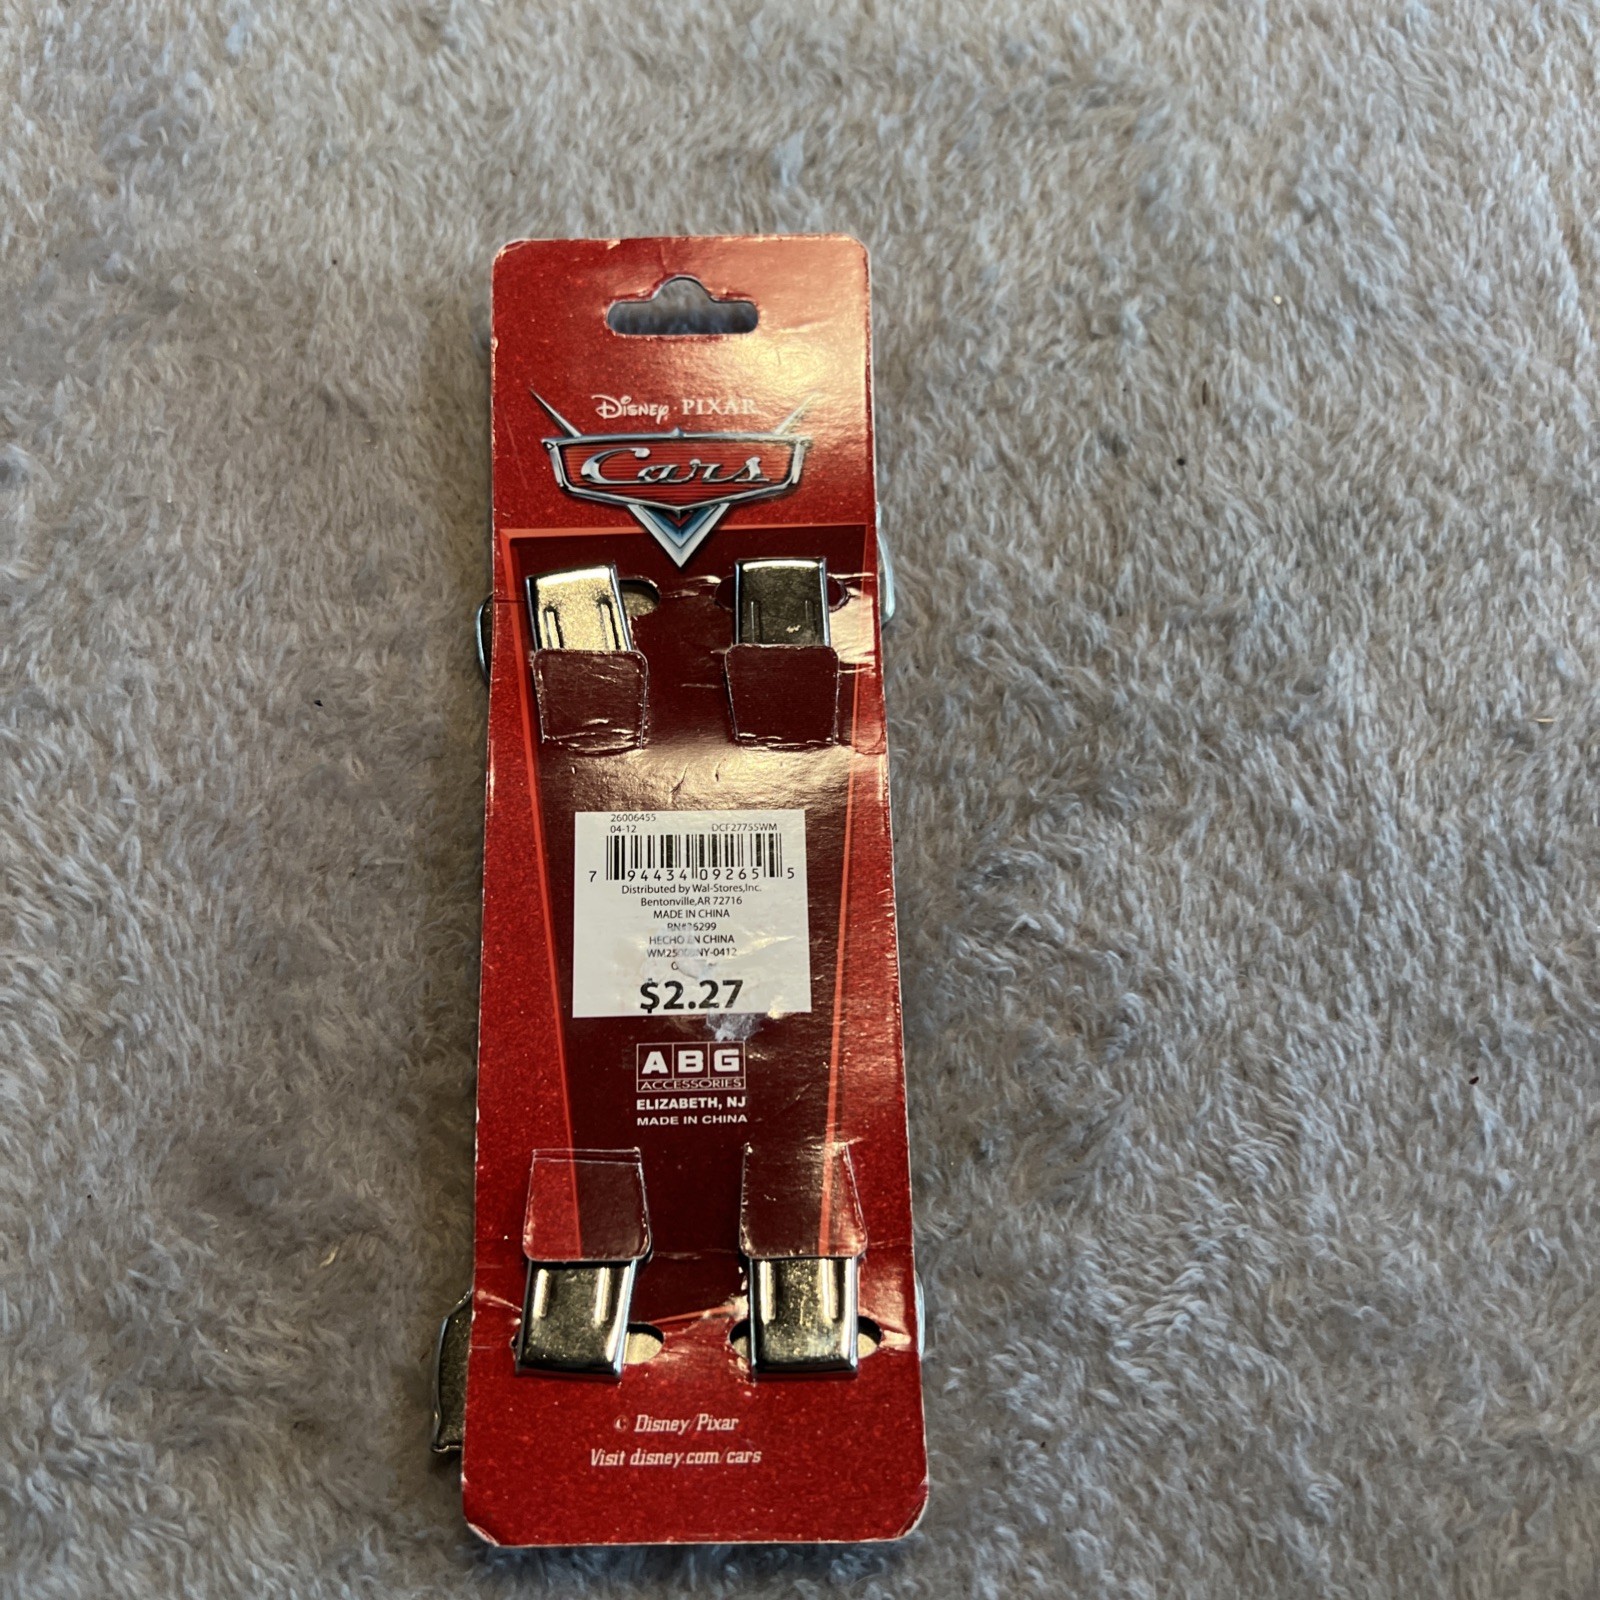 Disney · PIXAR
Cars
26006455
04-12 DCF27755WM
7 94434 09265 5
Distributed by Wal-Stores,Inc.
Bentonville,AR 72716
MADE IN CHINA
HECHO EN CHINA
$2.27
ABG
ACCESSORIES
ELIZABETH, NJ
MADE IN CHINA
© Disney/Pixar
Visit disney.com/cars